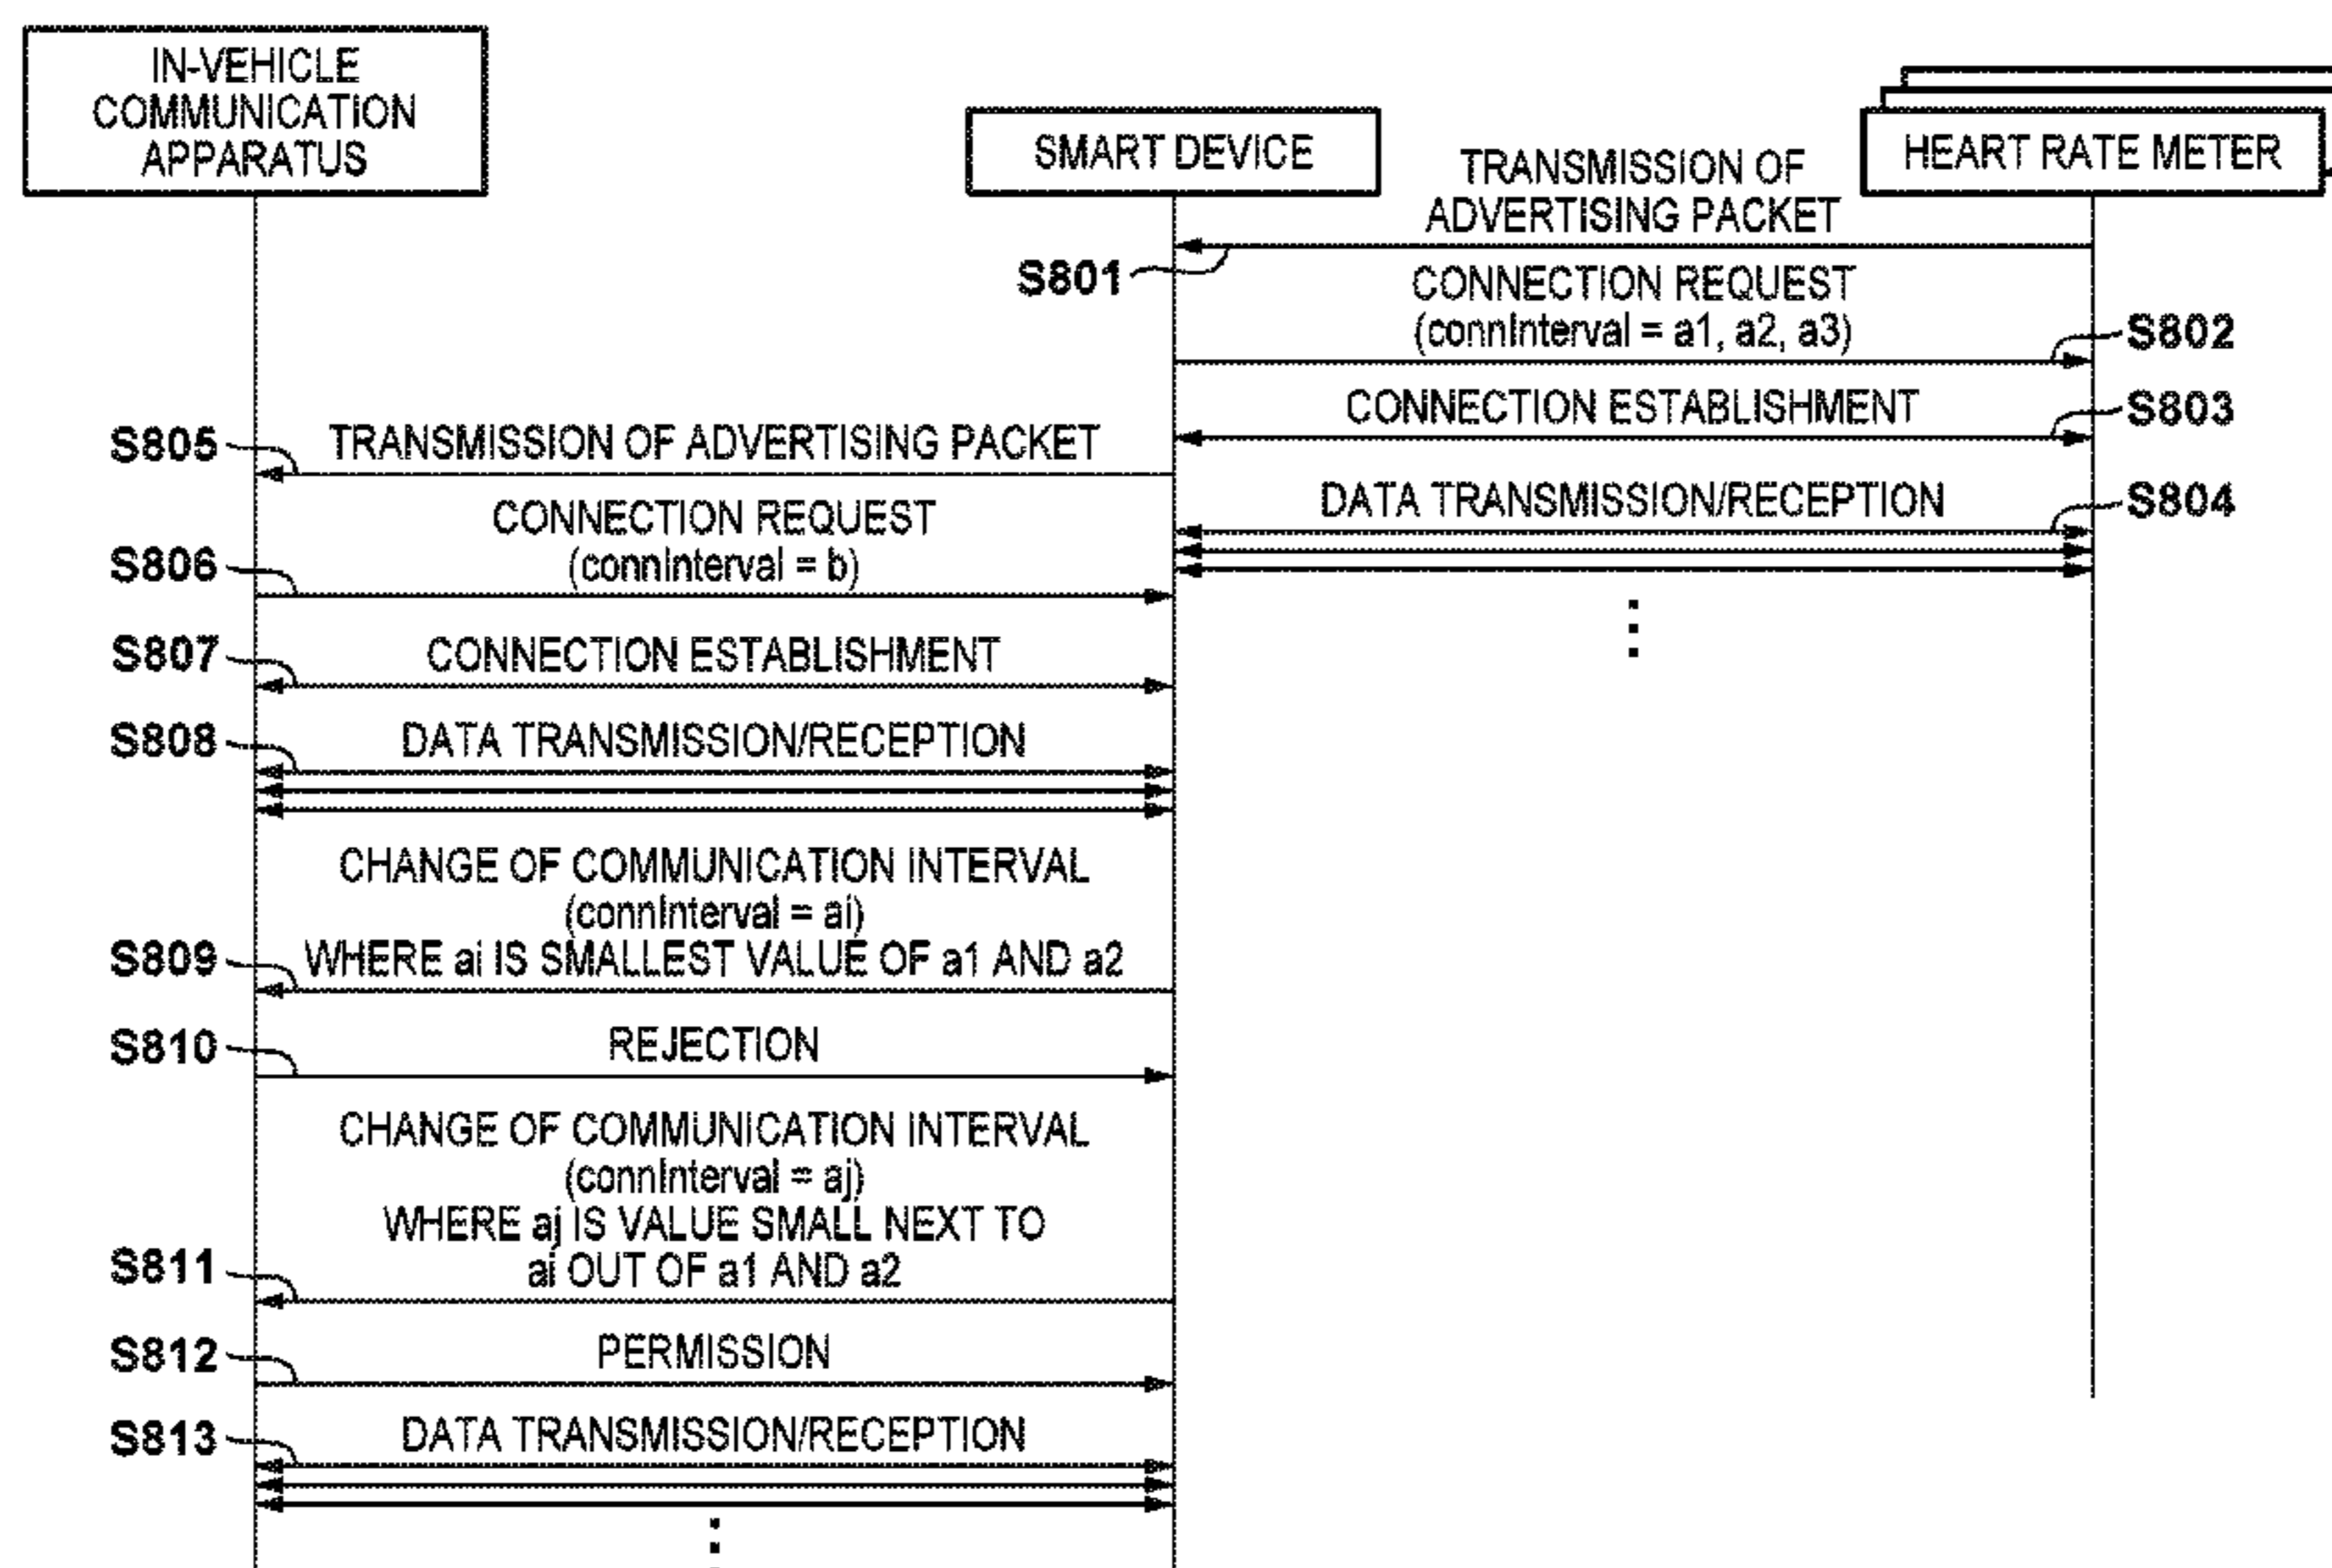 IN-VEHICLE
COMMUNICATION
APPARATUS
SMART DEVICE
HEART RATE METER
TRANSMISSION OF
ADVERTISING PACKET
S801
CONNECTION REQUEST
(connInterval = a1, a2, a3)
S802
CONNECTION ESTABLISHMENT
S803
S805
TRANSMISSION OF ADVERTISING PACKET
DATA TRANSMISSION/RECEPTION
S804
CONNECTION REQUEST
(connInterval = b)
S806
S807
CONNECTION ESTABLISHMENT
S808
DATA TRANSMISSION/RECEPTION
CHANGE OF COMMUNICATION INTERVAL
(connInterval = ai)
S809
WHERE ai IS SMALLEST VALUE OF a1 AND a2
S810
REJECTION
CHANGE OF COMMUNICATION INTERVAL
(connInterval = aj)
WHERE aj IS VALUE SMALL NEXT TO
ai OUT OF a1 AND a2
S811
S812
PERMISSION
S813
DATA TRANSMISSION/RECEPTION